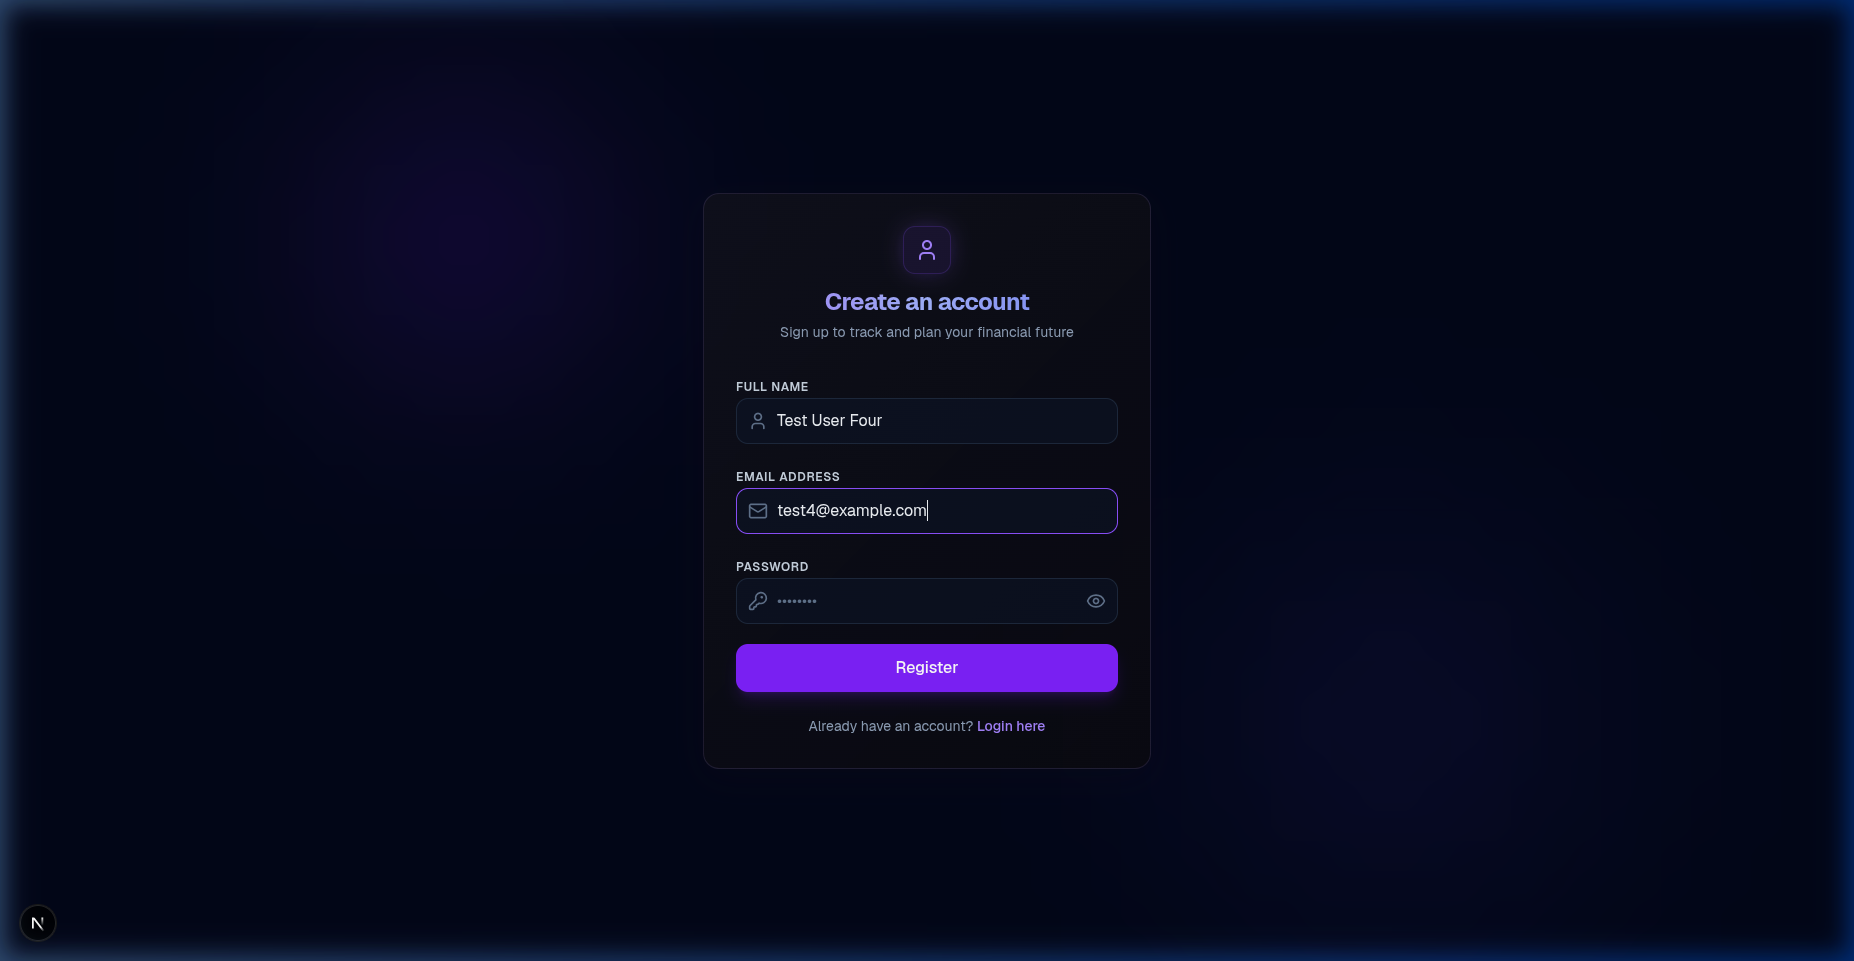 Create an account
Sign up to track and plan your financial future
FULL NAME
Test User Four
EMAIL ADDRESS
test4@example.com
PASSWORD
••••••••
Register
Already have an account? Login here
N